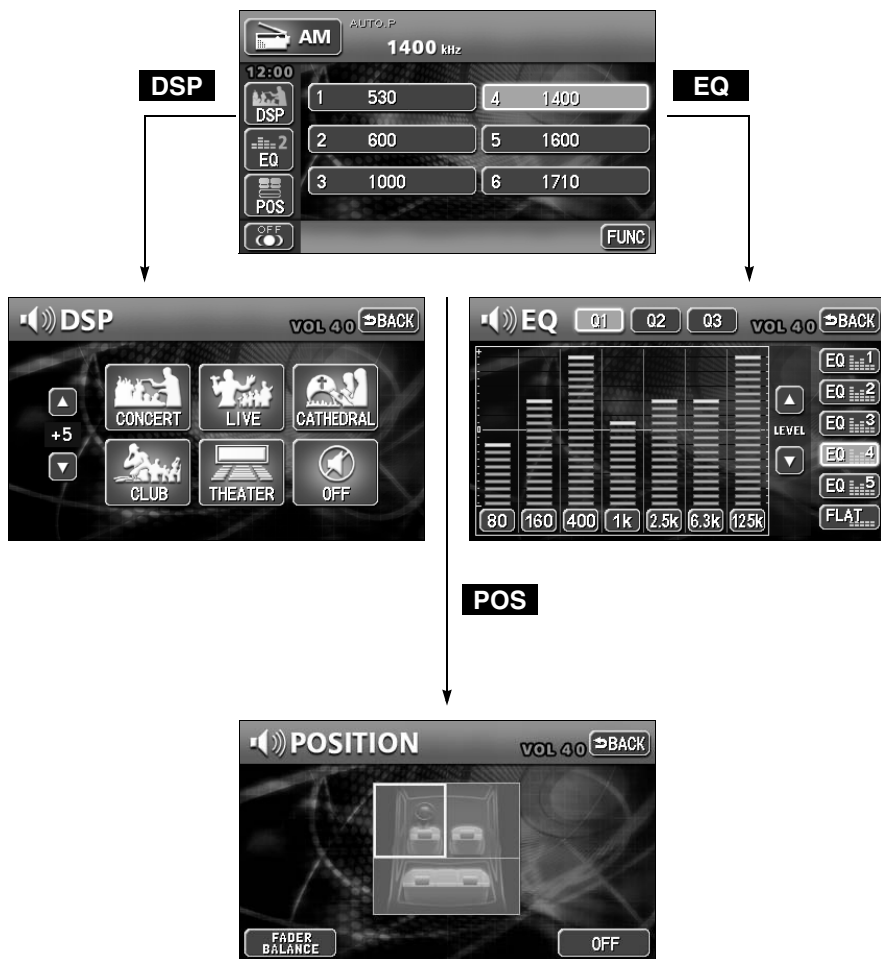 AM AUTO.P
1400 kHz
12:00
DSP EQ
DSP
1 530 4 1400
2
EQ
2 600 5 1600
POS
3 1000 6 1710
OFF
FUNC
DSP VOL 40 BACK
+5
CONCERT LIVE CATHEDRAL
CLUB THEATER OFF
EQ Q1 Q2 Q3 VOL 40 BACK
+
0
-
LEVEL
80 160 400 1k 2.5k 6.3k 125k
EQ 1
EQ 2
EQ 3
EQ 4
EQ 5
FLAT
POS
POSITION VOL 40 BACK
FADER
BALANCE
OFF